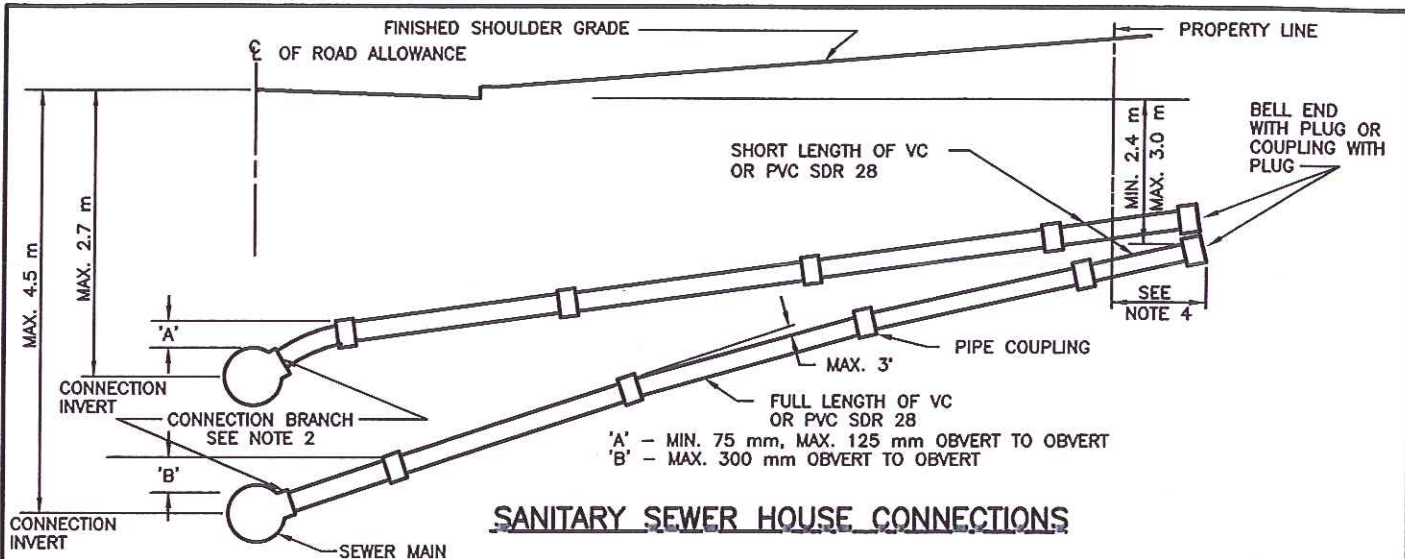 FINISHED SHOULDER GRADE
PROPERTY LINE
℄ OF ROAD ALLOWANCE
BELL END
WITH PLUG OR
COUPLING WITH
PLUG
MIN. 2.4 m
MAX. 3.0 m
SHORT LENGTH OF VC
OR PVC SDR 28
MAX. 4.5 m
MAX. 2.7 m
'A'
SEE
NOTE 4
PIPE COUPLING
MAX. 3'
CONNECTION
INVERT
CONNECTION BRANCH
SEE NOTE 2
FULL LENGTH OF VC
OR PVC SDR 28
'A' – MIN. 75 mm, MAX. 125 mm OBVERT TO OBVERT
'B' – MAX. 300 mm OBVERT TO OBVERT
'B'
CONNECTION
INVERT
SEWER MAIN
SANITARY SEWER HOUSE CONNECTIONS